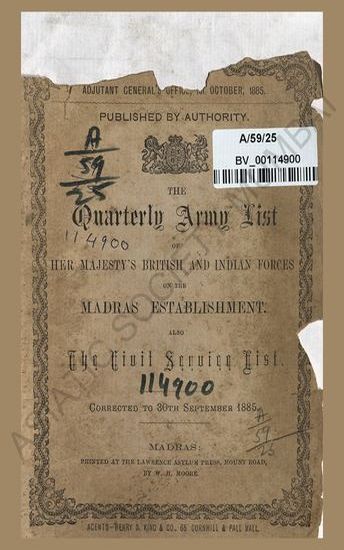 ADJUTANT GENERAL'S OFFICE, 1ST OCTOBER, 1885.
PUBLISHED BY AUTHORITY.
A/59/25
BV_00114900
A
59
25
THE
Quarterly Army List
114900
OF
HER MAJESTY'S BRITISH AND INDIAN FORCES
ON THE
MADRAS ESTABLISHMENT.
ALSO
The Civil Service List.
114900
CORRECTED TO 30TH SEPTEMBER 1885.
A
59
25
MADRAS:
PRINTED AT THE LAWRENCE ASYLUM PRESS, MOUNT ROAD,
BY W. H. MOORE.
AGENTS—HENRY S. KING & CO. 65 CORNHILL & PALL MALL.
ASIATIC SOCIETY MUMBAI